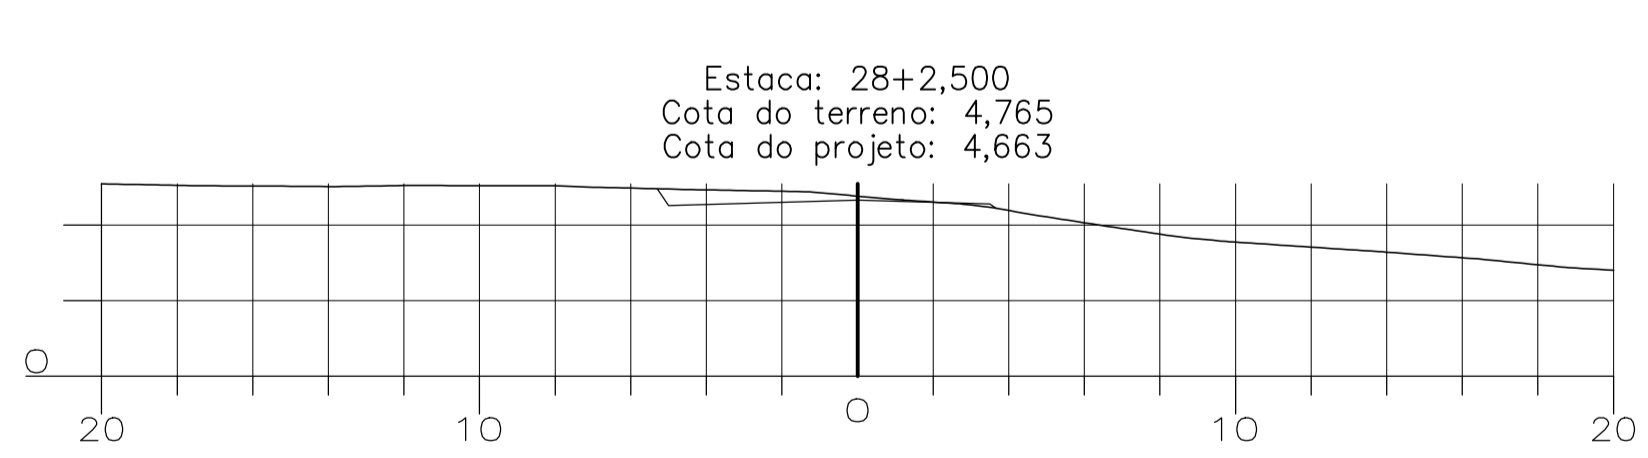 Estaca: 28+2,500
Cota do terreno: 4,765
Cota do projeto: 4,663
0
20 10 0 10 20